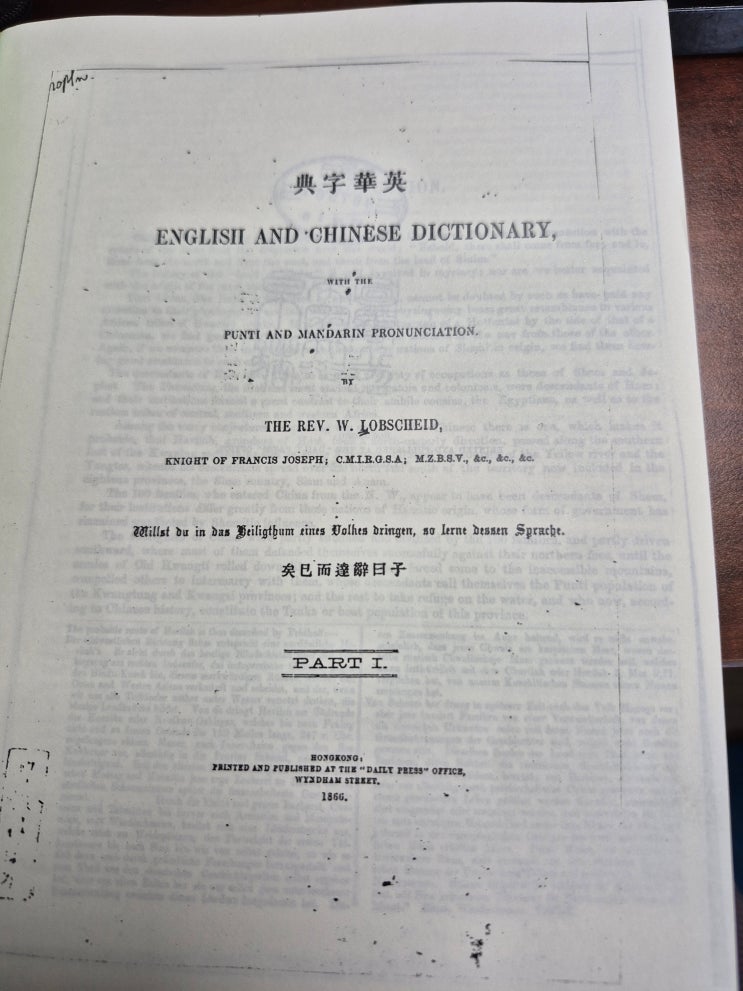 英華字典
ENGLISH AND CHINESE DICTIONARY,
WITH THE
PUNTI AND MANDARIN PRONUNCIATION.
BY
THE REV. W. LOBSCHEID,
KNIGHT OF FRANCIS JOSEPH; C.M.I.R.G.S.A; M.Z.B.S.V., &c., &c., &c.
Willst du in das Heiligthum eines Volkes dringen, so lerne dessen Sprache.
子曰辭達而已矣
PART I.
HONGKONG:
PRINTED AND PUBLISHED AT THE "DAILY PRESS" OFFICE,
WYNDHAM STREET.
1866.